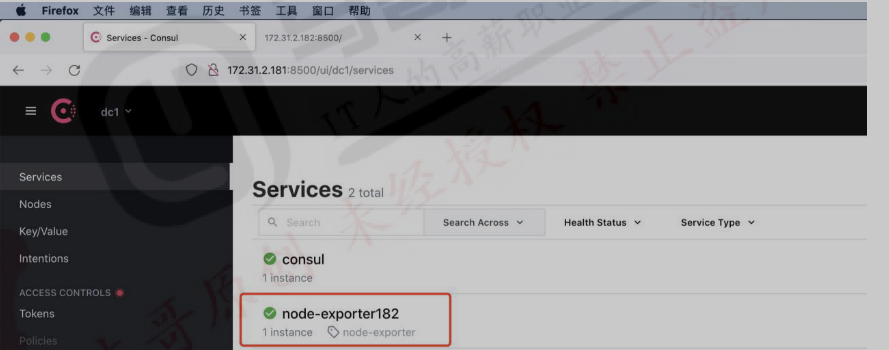 Firefox 文件 编辑 查看 历史 书签 工具 窗口 帮助
Services - Consul × 172.31.2.182:8500/ × +
172.31.2.181:8500/ui/dc1/services
dc1
Services
Nodes
Key/Value
Intentions
ACCESS CONTROLS
Tokens
Policies
Services 2 total
Search Search Across Health Status Service Type
consul
1 instance
node-exporter182
1 instance node-exporter
IT人的高薪职业
未经授权 禁止